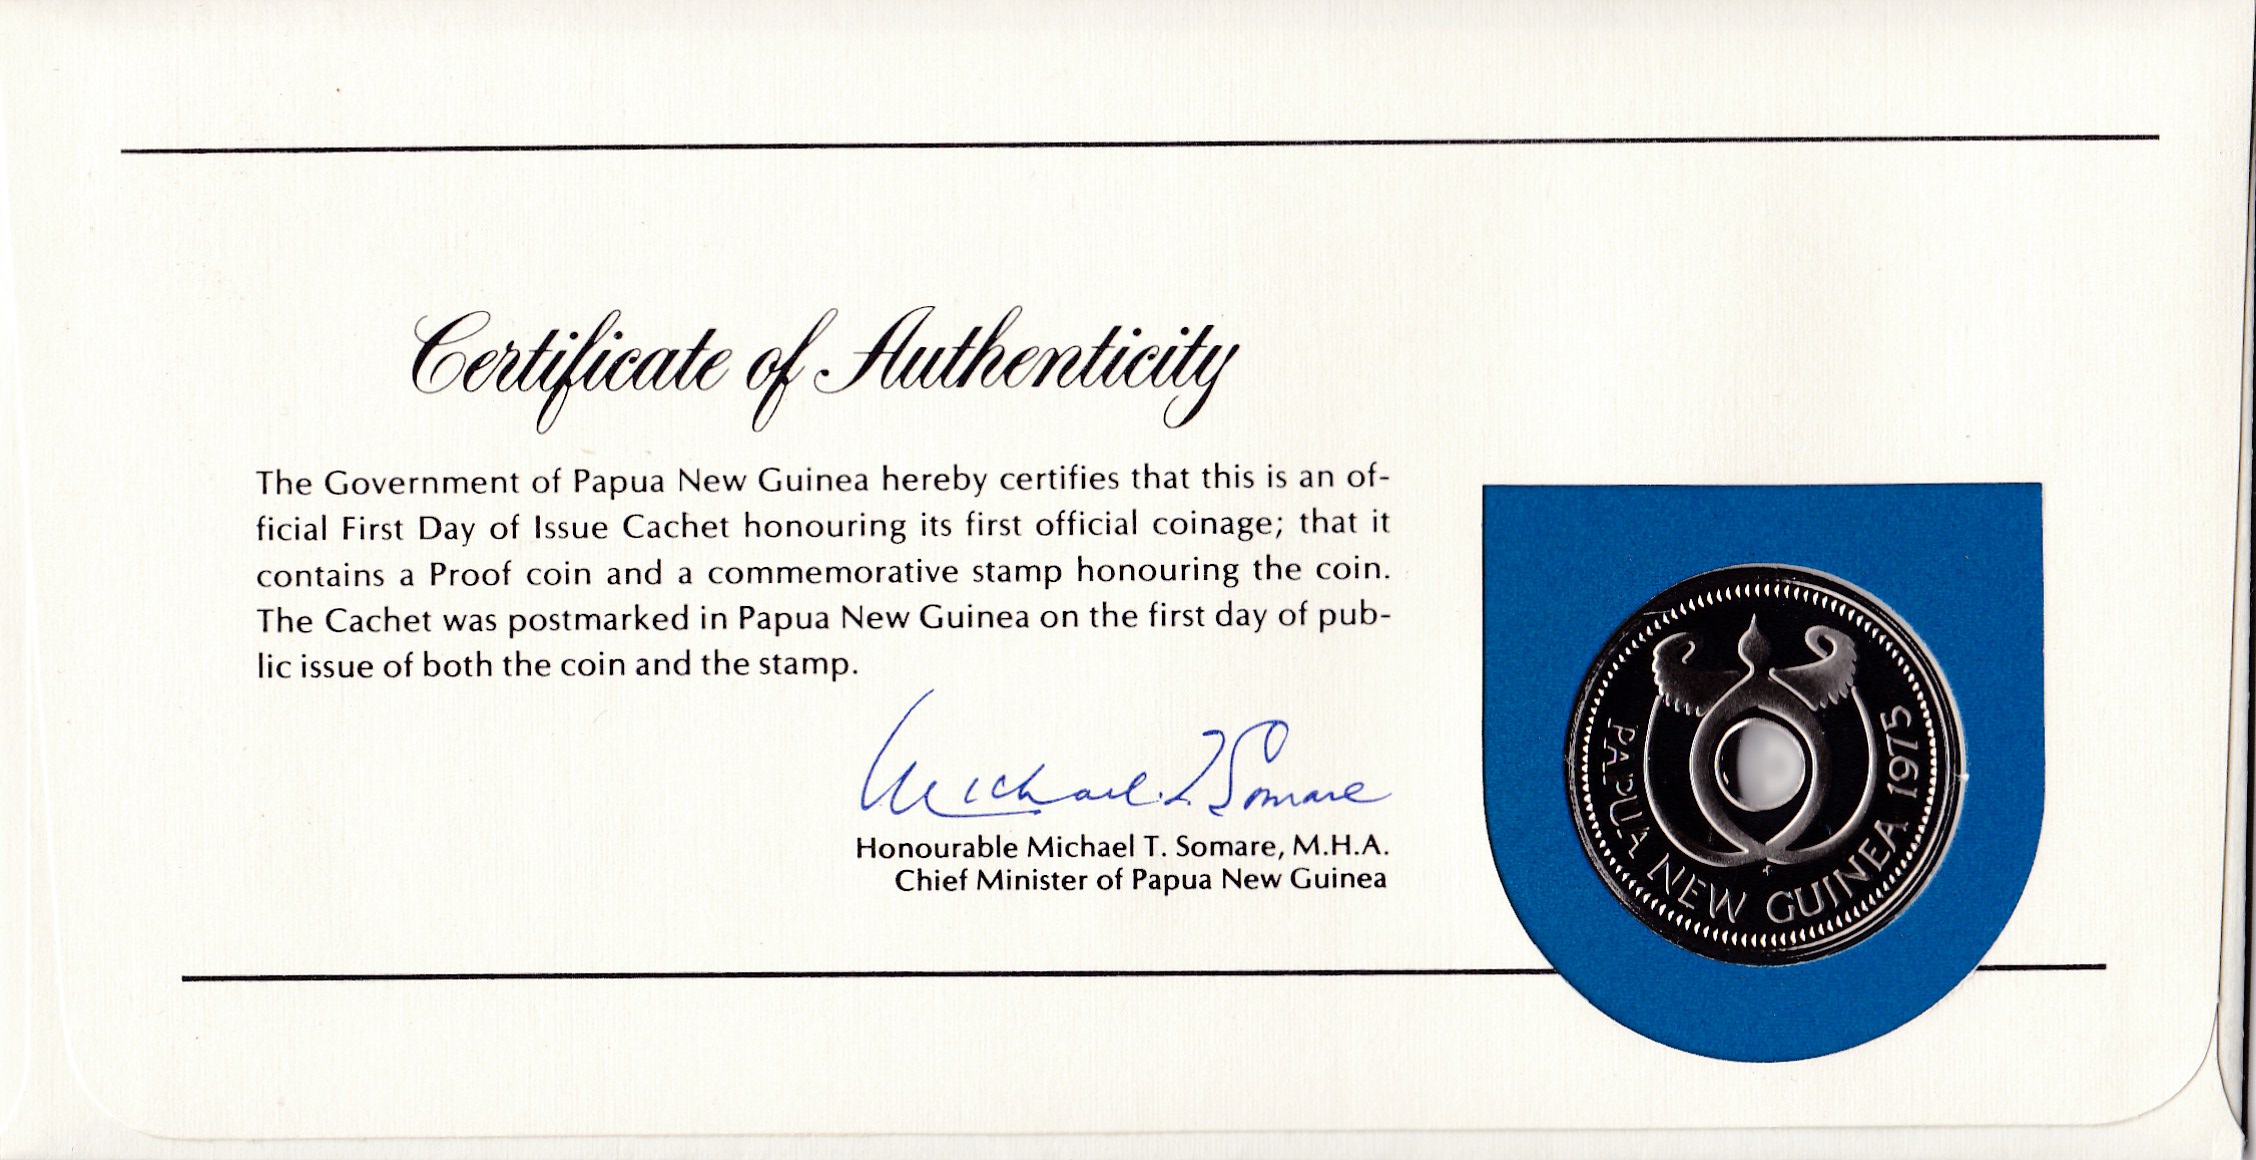 Certificate of Authenticity
The Government of Papua New Guinea hereby certifies that this is an of-
ficial First Day of Issue Cachet honouring its first official coinage; that it
contains a Proof coin and a commemorative stamp honouring the coin.
The Cachet was postmarked in Papua New Guinea on the first day of pub-
lic issue of both the coin and the stamp.
Michael T Somare
Honourable Michael T. Somare, M.H.A.
Chief Minister of Papua New Guinea
PAPUA NEW GUINEA 1975